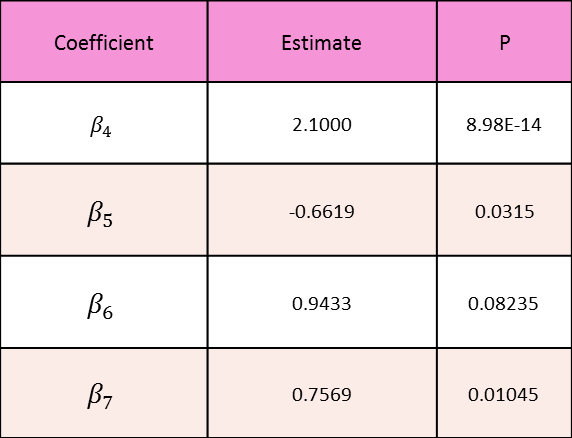 Coefficient Estimate P
β₄ 2.1000 8.98E-14
β₅ -0.6619 0.0315
β₆ 0.9433 0.08235
β₇ 0.7569 0.01045